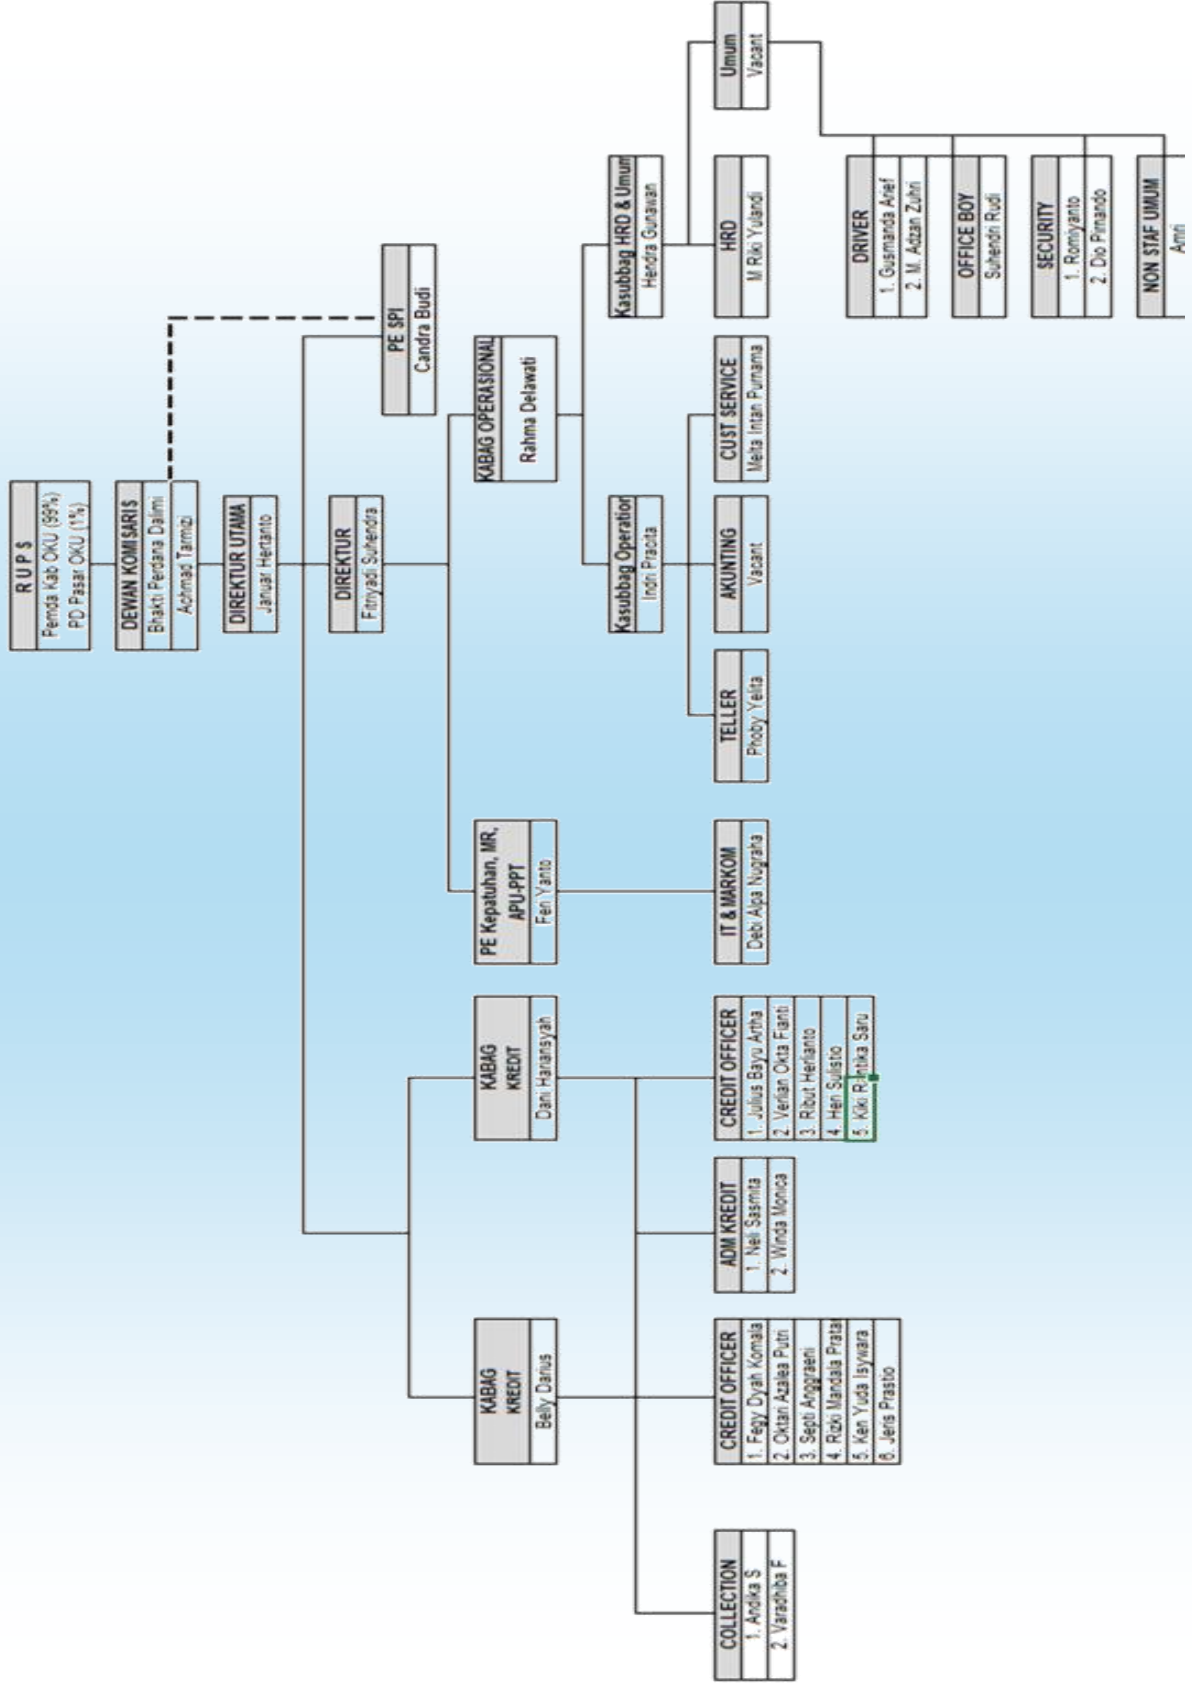 R U P S
Pemda Kab OKU (99%)
PD Pasar OKU (1%)
DEWAN KOMISARIS
Bhakti Perdana Dalimi
Achmad Tarmizi
DIREKTUR UTAMA
Januar Hertanto
DIREKTUR
Fitriyadi Suhendra
PE SPI
Candra Budi
KABAG
KREDIT
Belly Darius
KABAG
KREDIT
Dani Hariansyah
PE Kepatuhan, MR,
APU-PPT
Feri Yanto
KABAG OPERASIONAL
Rahma Delawati
Kasubbag Operation
Indri Pracita
Kasubbag HRD & Umum
Hendra Gunawan
COLLECTION
1. Andika S
2. Varadhiba F
CREDIT OFFICER
1. Fegy Dyah Komala
2. Oktari Azalea Putri
3. Septi Anggraeni
4. Rizki Mandala Pratam
5. Ken Yuda Isywara
6. Jeris Prastio
ADM KREDIT
1. Neli Sasmita
2. Winda Monica
CREDIT OFFICER
1. Julius Bayu Artha
2. Verlian Okta Fianti
3. Ribut Herlianto
4. Heri Sulistio
5. Kiki Saru
IT & MARKOM
Debi Alpa Nugraha
TELLER
Phoby Yelita
AKUNTING
Vacant
CUST SERVICE
Melta Intan Purnama
HRD
M Riki Yulandi
Umum
Vacant
DRIVER
1. Gusmanda Arief
2. M. Adzan Zuhri
OFFICE BOY
Suhendri Rudi
SECURITY
1. Romiyanto
2. Dio Pirnando
NON STAF UMUM
Amri